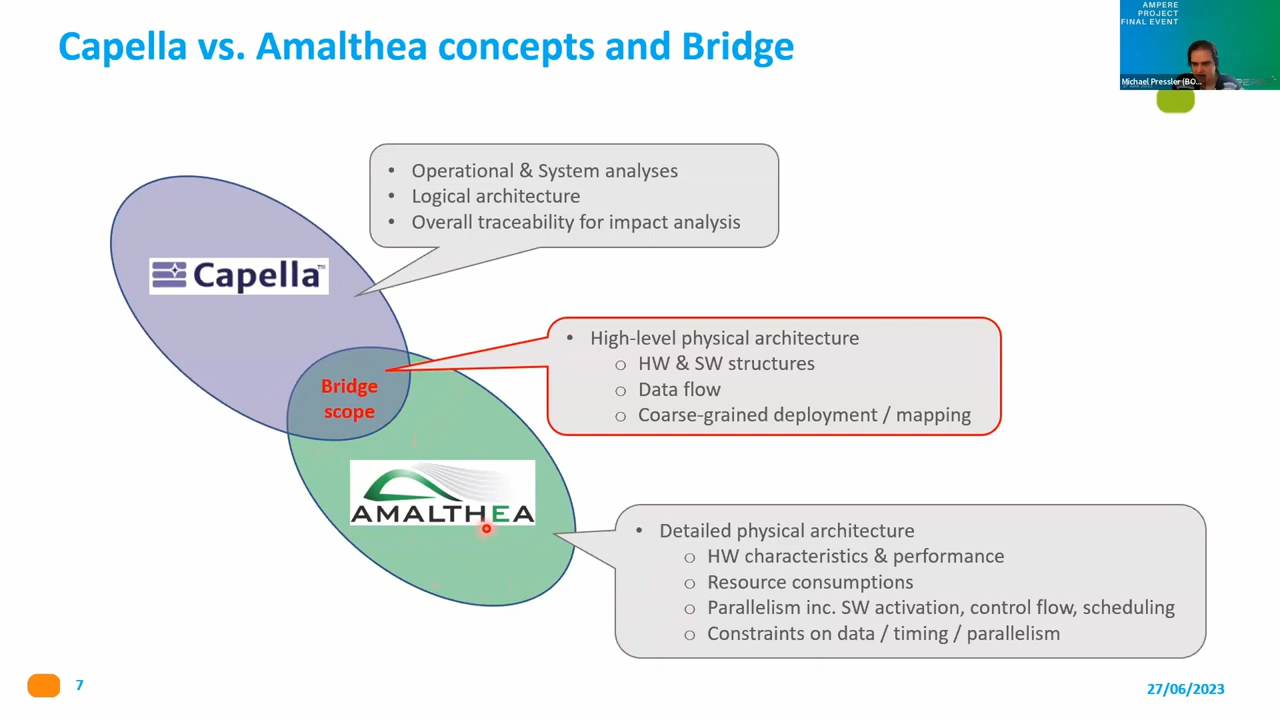 Capella vs. Amalthea concepts and Bridge
AMPERE
PROJECT
FINAL EVENT
Michael Pressler (BO...
• Operational & System analyses
• Logical architecture
• Overall traceability for impact analysis
Capella™
• High-level physical architecture
o HW & SW structures
o Data flow
o Coarse-grained deployment / mapping
Bridge
scope
AMALTHEA
• Detailed physical architecture
o HW characteristics & performance
o Resource consumptions
o Parallelism inc. SW activation, control flow, scheduling
o Constraints on data / timing / parallelism
7
27/06/2023